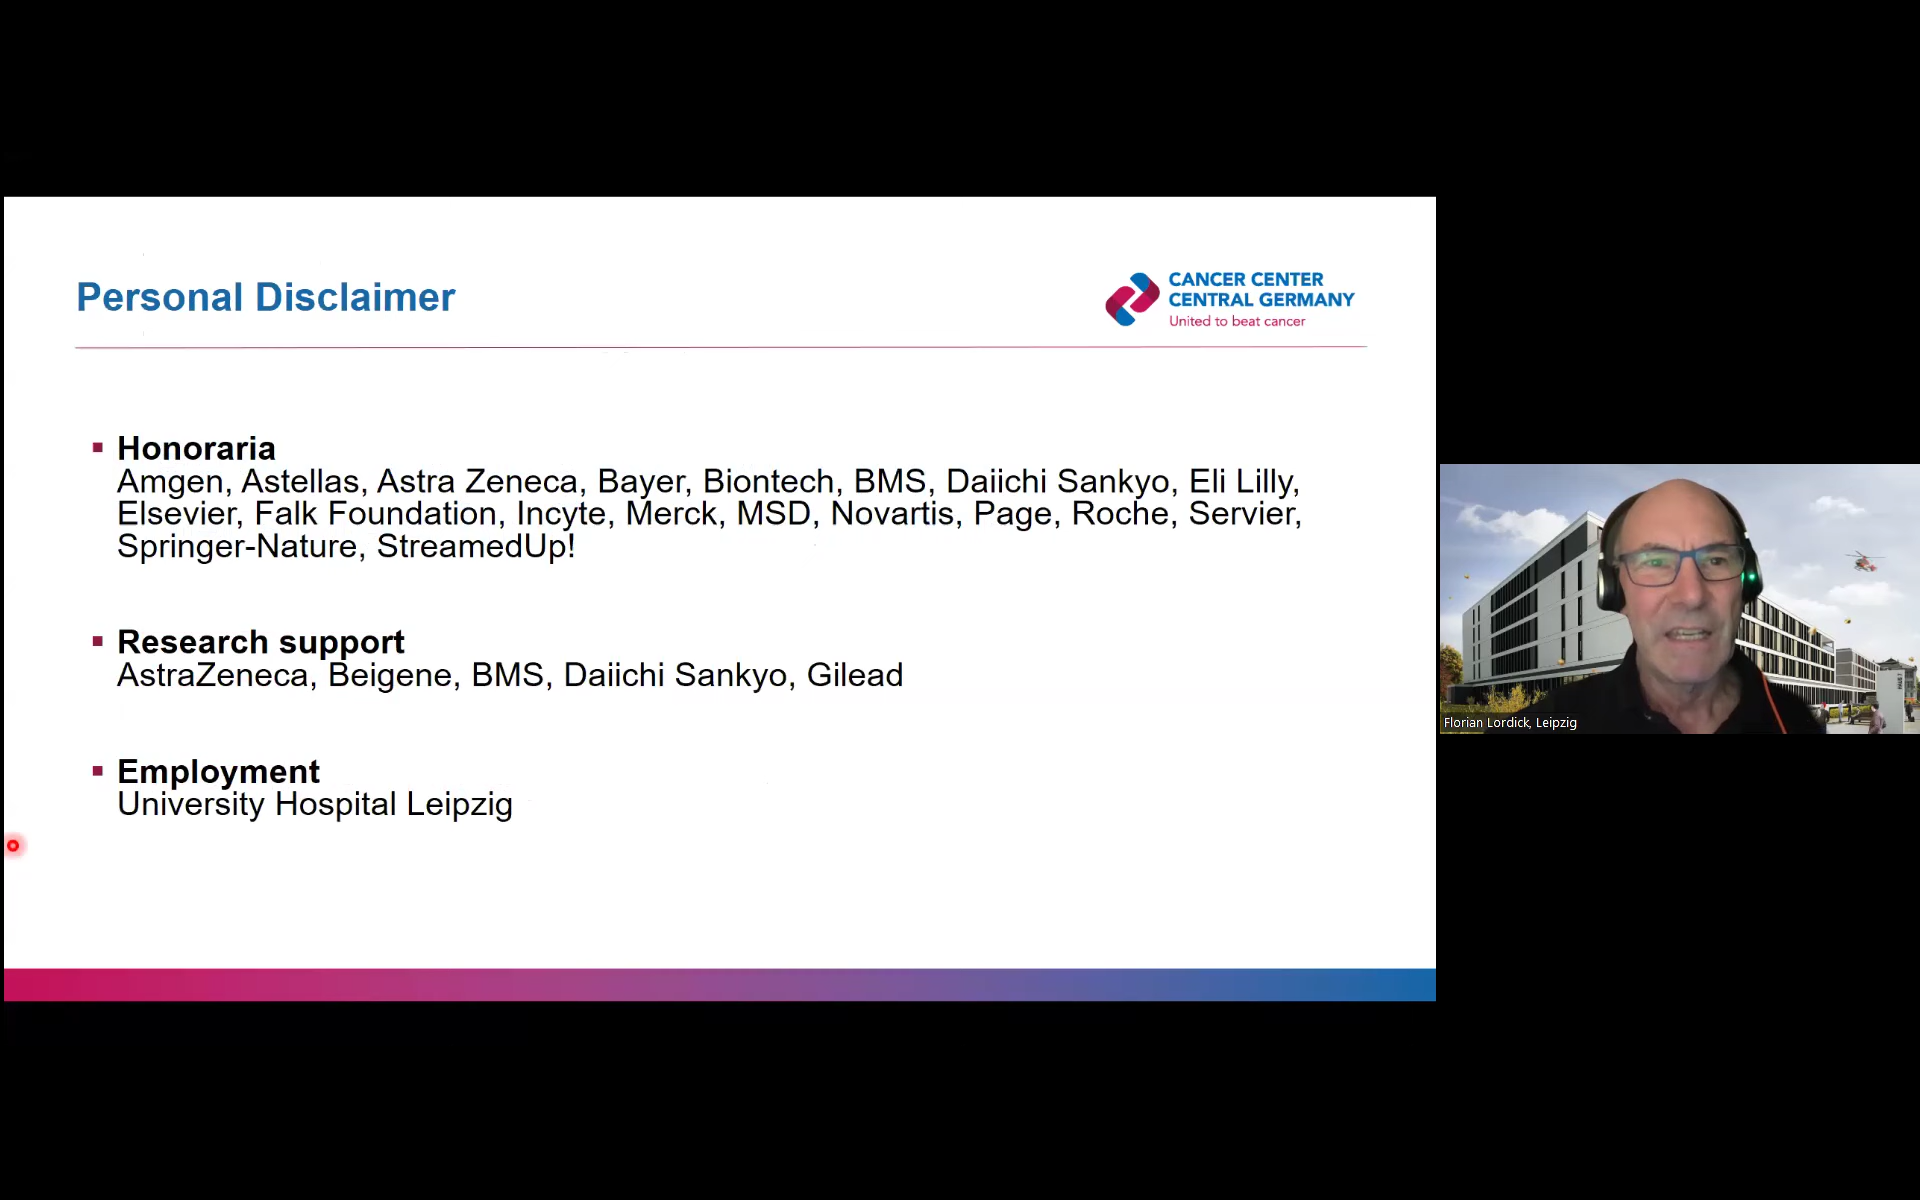 Personal Disclaimer
CANCER CENTER
CENTRAL GERMANY
United to beat cancer
▪ Honoraria
Amgen, Astellas, Astra Zeneca, Bayer, Biontech, BMS, Daiichi Sankyo, Eli Lilly,
Elsevier, Falk Foundation, Incyte, Merck, MSD, Novartis, Page, Roche, Servier,
Springer-Nature, StreamedUp!
▪ Research support
AstraZeneca, Beigene, BMS, Daiichi Sankyo, Gilead
▪ Employment
University Hospital Leipzig
Florian Lordick, Leipzig